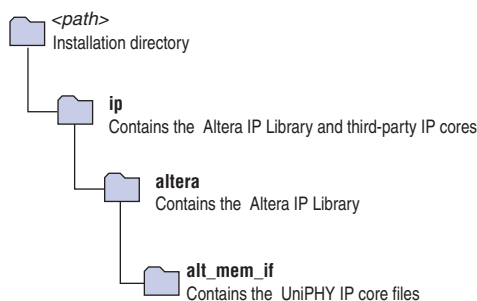 <path>
Installation directory
ip
Contains the Altera IP Library and third-party IP cores
altera
Contains the Altera IP Library
alt_mem_if
Contains the UniPHY IP core files